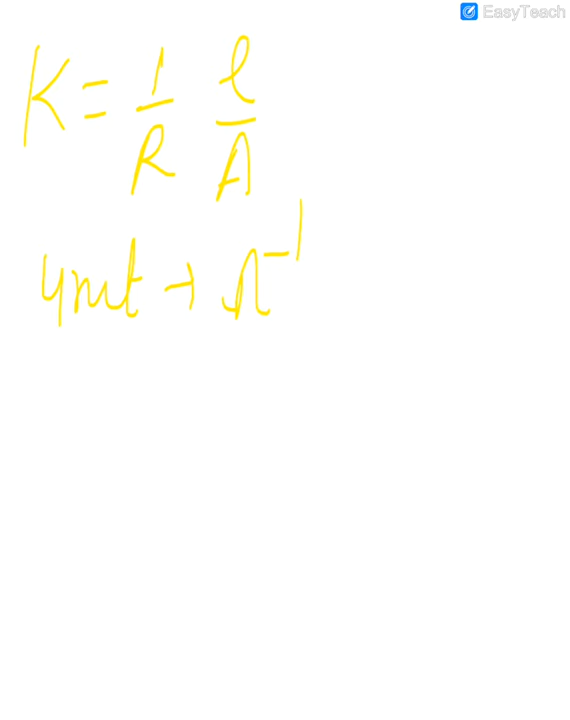 EasyTeach
K = 1/R l/A
Unit → Ω⁻¹